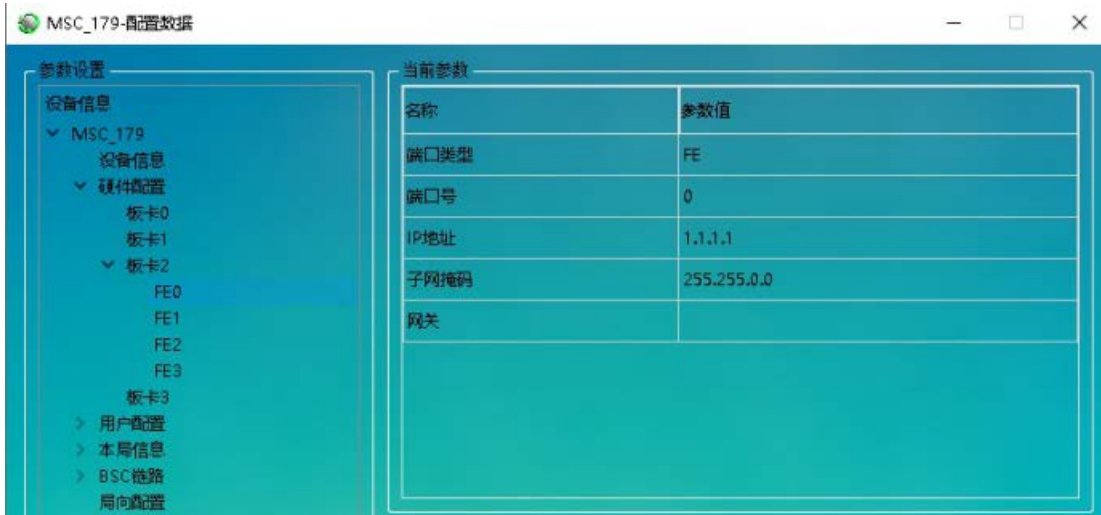 MSC_179-配置数据
参数设置
设备信息
MSC_179
设备信息
硬件配置
板卡0
板卡1
板卡2
FE0
FE1
FE2
FE3
板卡3
用户配置
本局信息
BSC链路
局向配置
当前参数
名称 参数值
端口类型 FE
端口号 0
IP地址 1.1.1.1
子网掩码 255.255.0.0
网关